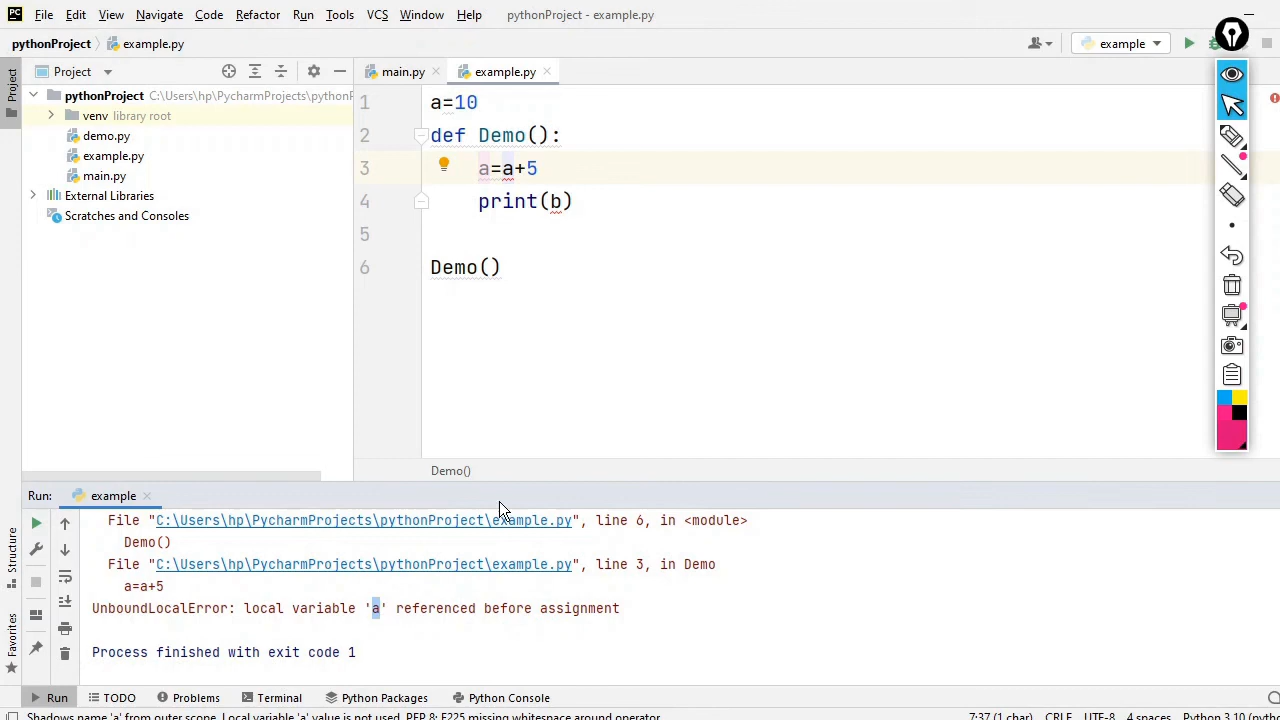 PC File Edit View Navigate Code Refactor Run Tools VCS Window Help pythonProject - example.py
pythonProject example.py example
Project main.py example.py
Project
pythonProject C:\Users\hp\PycharmProjects\pythonP
venv library root
demo.py
example.py
main.py
External Libraries
Scratches and Consoles
1 a=10
2 def Demo():
3 a=a+5
4 print(b)
5
6 Demo()
Demo()
Structure
Favorites
Run: example
File "C:\Users\hp\PycharmProjects\pythonProject\example.py", line 6, in <module>
Demo()
File "C:\Users\hp\PycharmProjects\pythonProject\example.py", line 3, in Demo
a=a+5
UnboundLocalError: local variable 'a' referenced before assignment
Process finished with exit code 1
Run TODO Problems Terminal Python Packages Python Console
Shadows name 'a' from outer scope. Local variable 'a' value is not used. PEP 8: E225 missing whitespace around operator 7:37 (1 char) CRLF UTF-8 4 spaces Python 3.10 (pyt